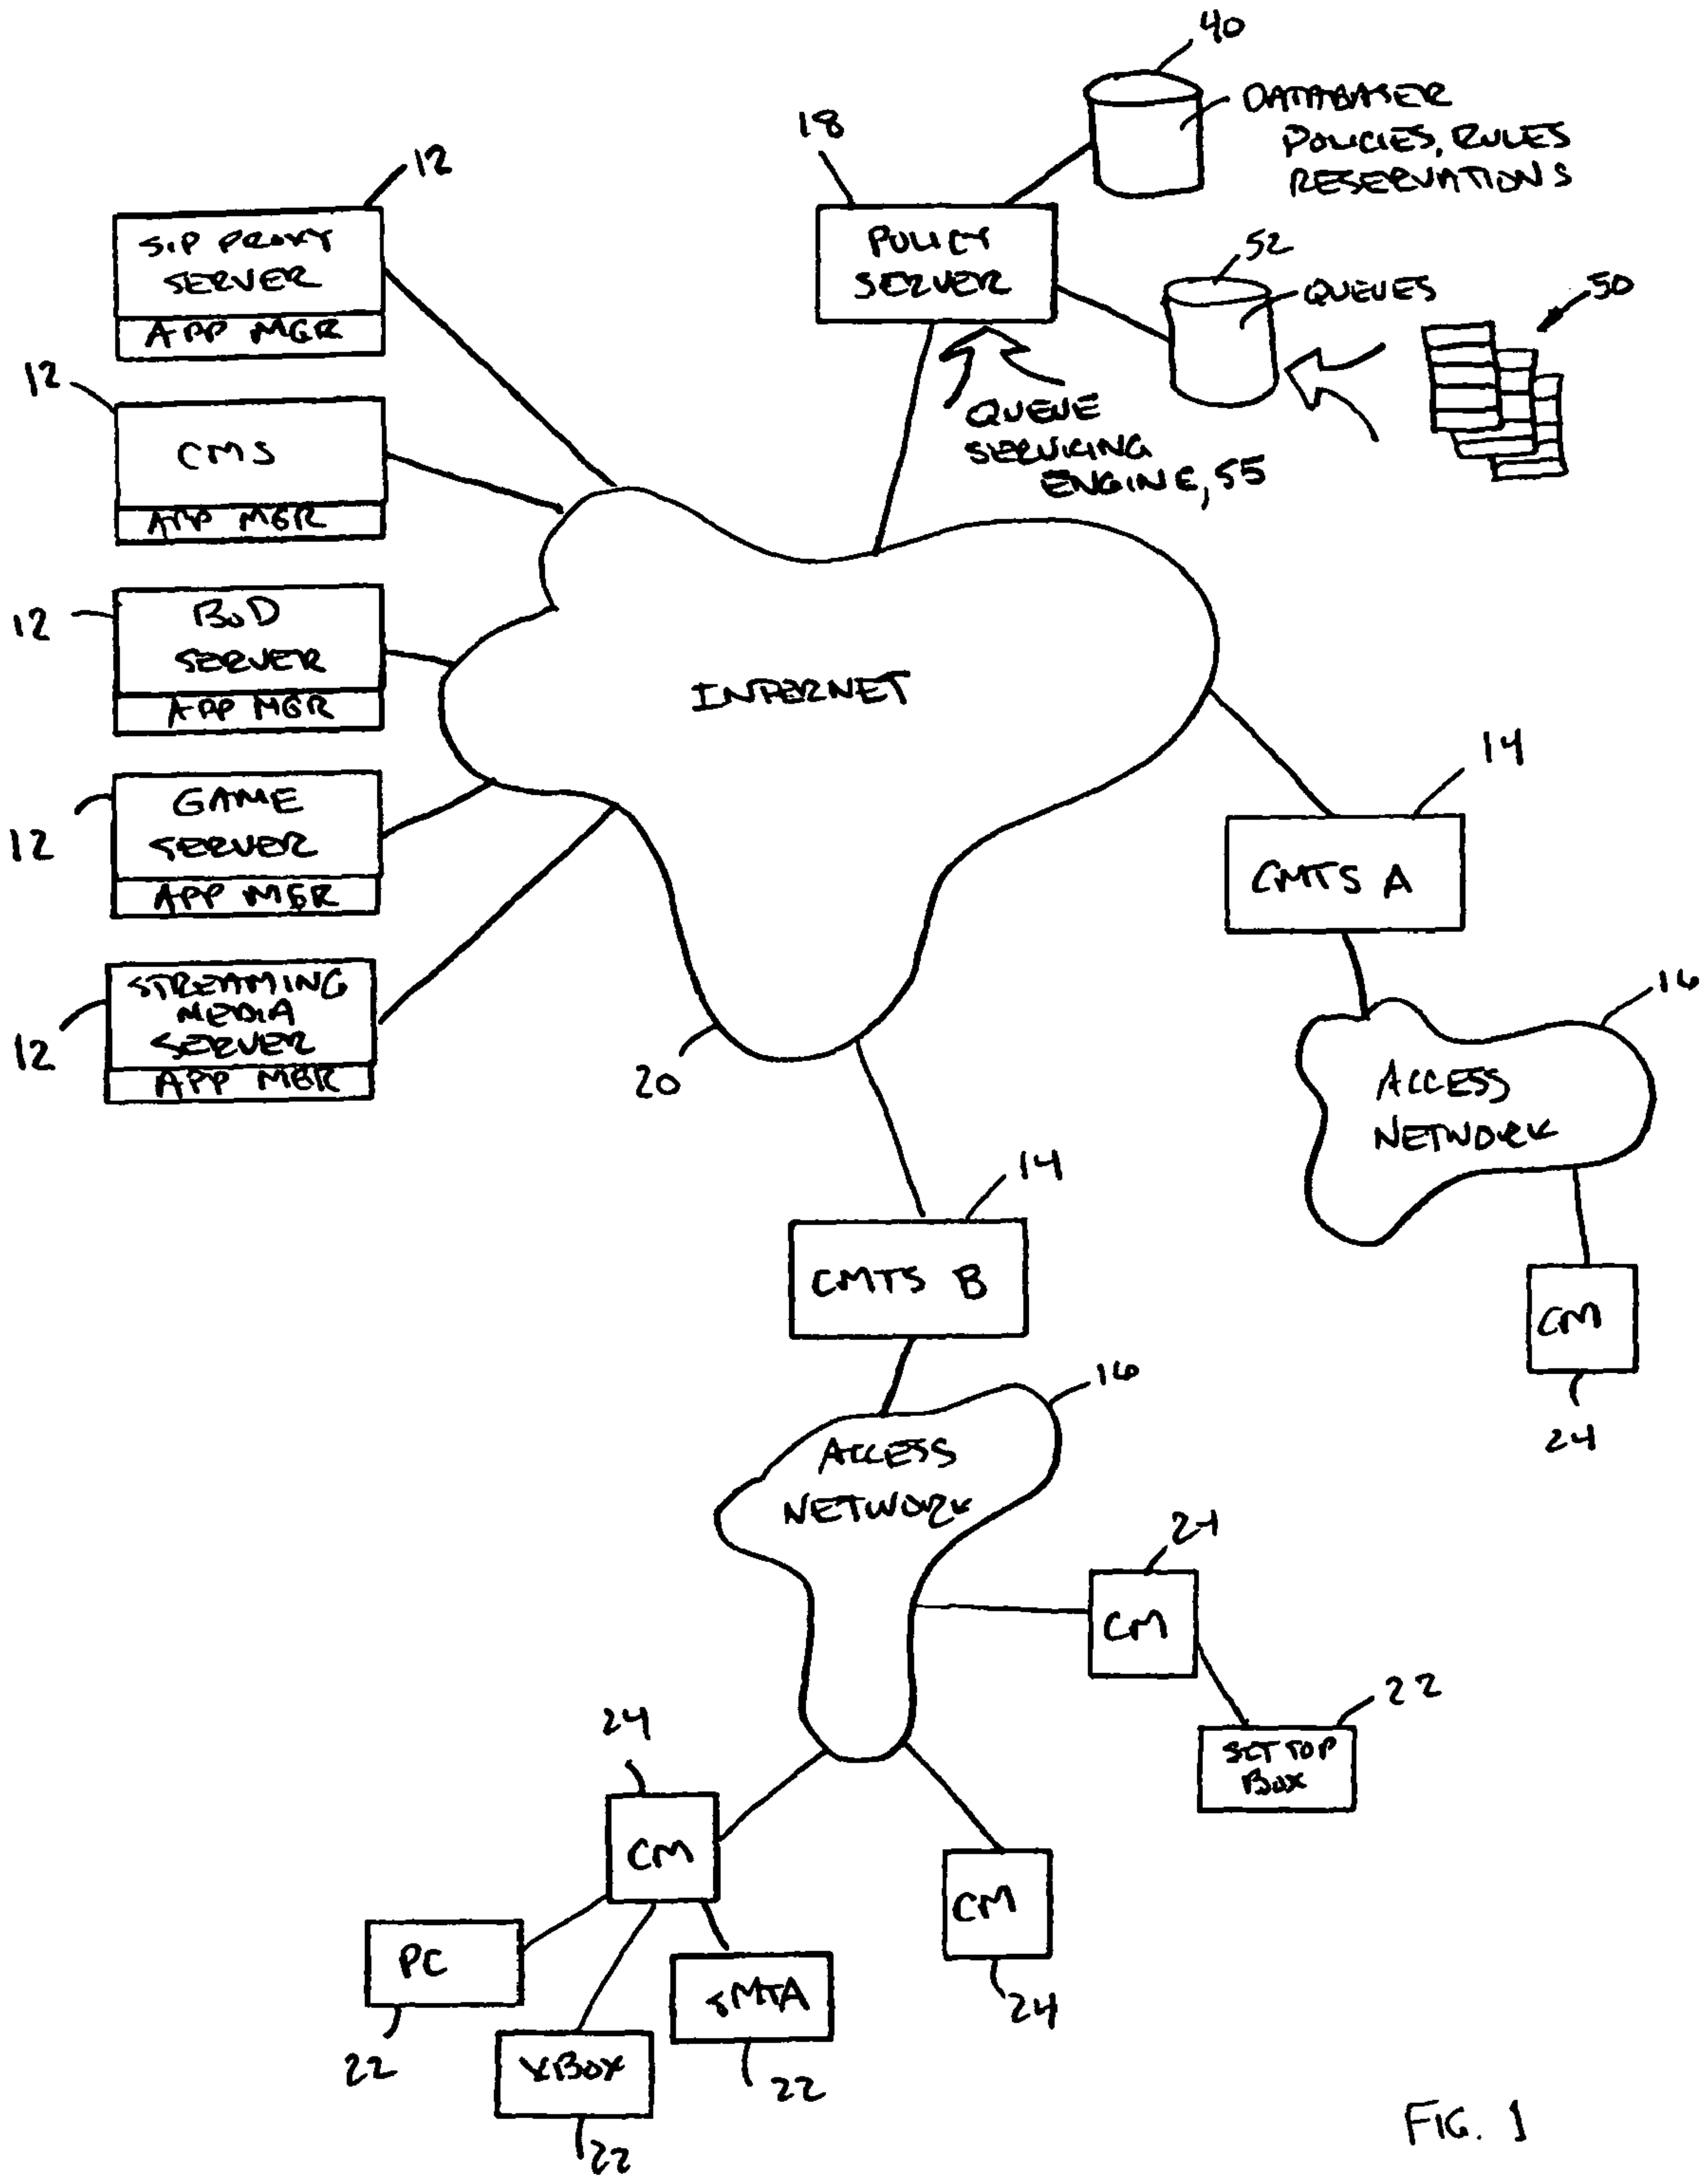 40
DATABASER
POLICIES, RULES
RESERVATIONS
18
POLICY
SERVER
52
QUEUES
50
QUEUE
SERVICING
ENGINE, 55
12
SIP PROXY
SERVER
APP MGR
12
CMS
APP MGR
12
BOD
SERVER
APP MGR
12
GAME
SERVER
APP MGR
12
STREAMING
MEDIA
SERVER
APP MGR
INTERNET
20
14
CMTS A
16
ACCESS
NETWORK
CM
24
14
CMTS B
16
ACCESS
NETWORK
24
CM
22
SET TOP
BOX
24
CM
CM
24
PC
22
XBOX
22
SMTA
22
FIG. 1